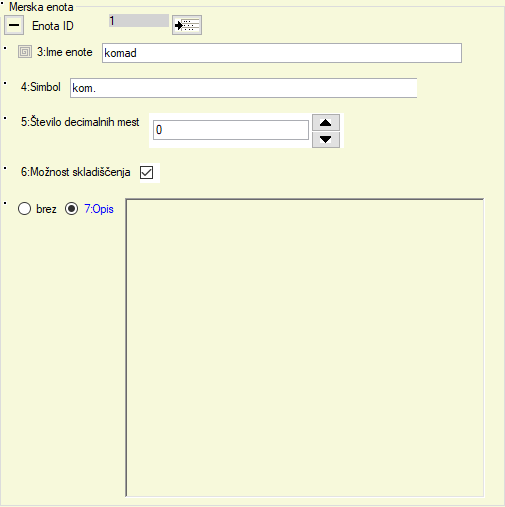 Merska enota
Enota ID 1
3:Ime enote komad
4:Simbol kom.
5:Število decimalnih mest 0
6:Možnost skladiščenja
brez 7:Opis